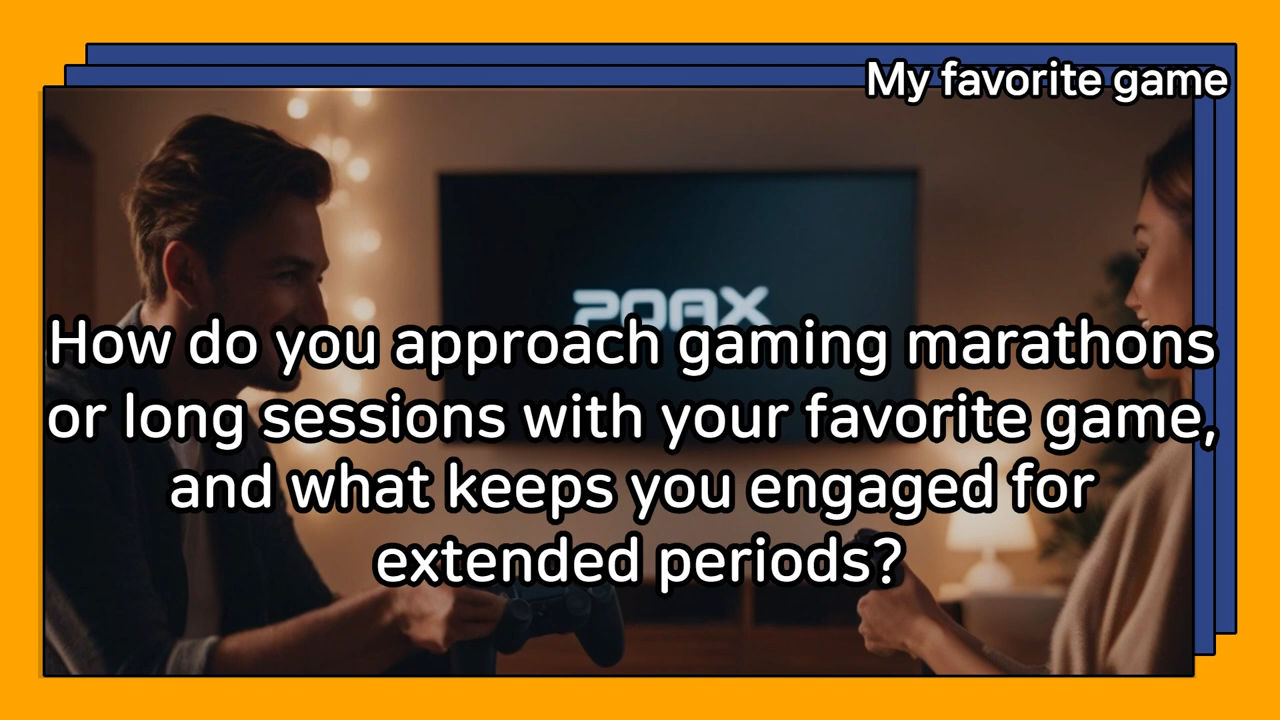 My favorite game
How do you approach gaming marathons
or long sessions with your favorite game,
and what keeps you engaged for
extended periods?